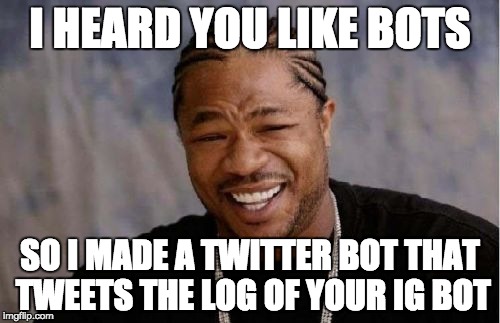 I HEARD YOU LIKE BOTS
SO I MADE A TWITTER BOT THAT
TWEETS THE LOG OF YOUR IG BOT
imgflip.com